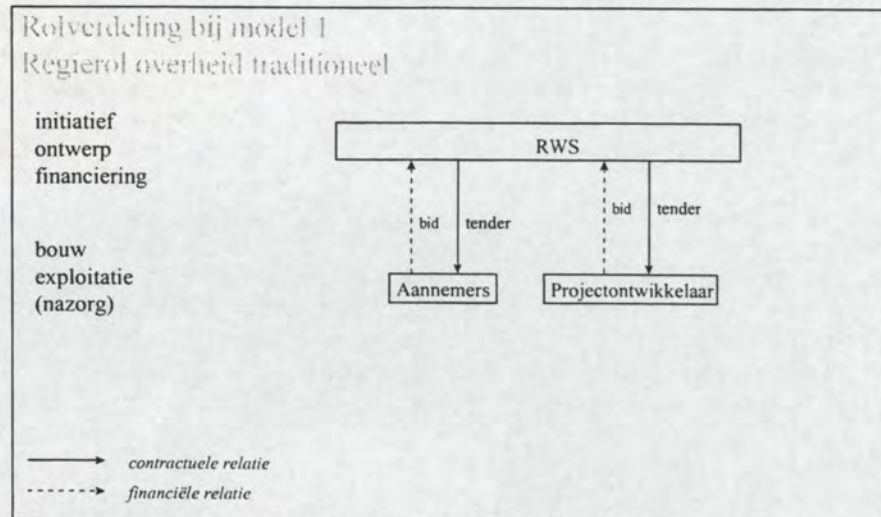 Rolverdeling bij model 1
Regierol overheid traditioneel
initiatief
ontwerp
financiering
RWS
bid
tender
bid
tender
bouw
exploitatie
(nazorg)
Aannemers
Projectontwikkelaar
contractuele relatie
financiële relatie